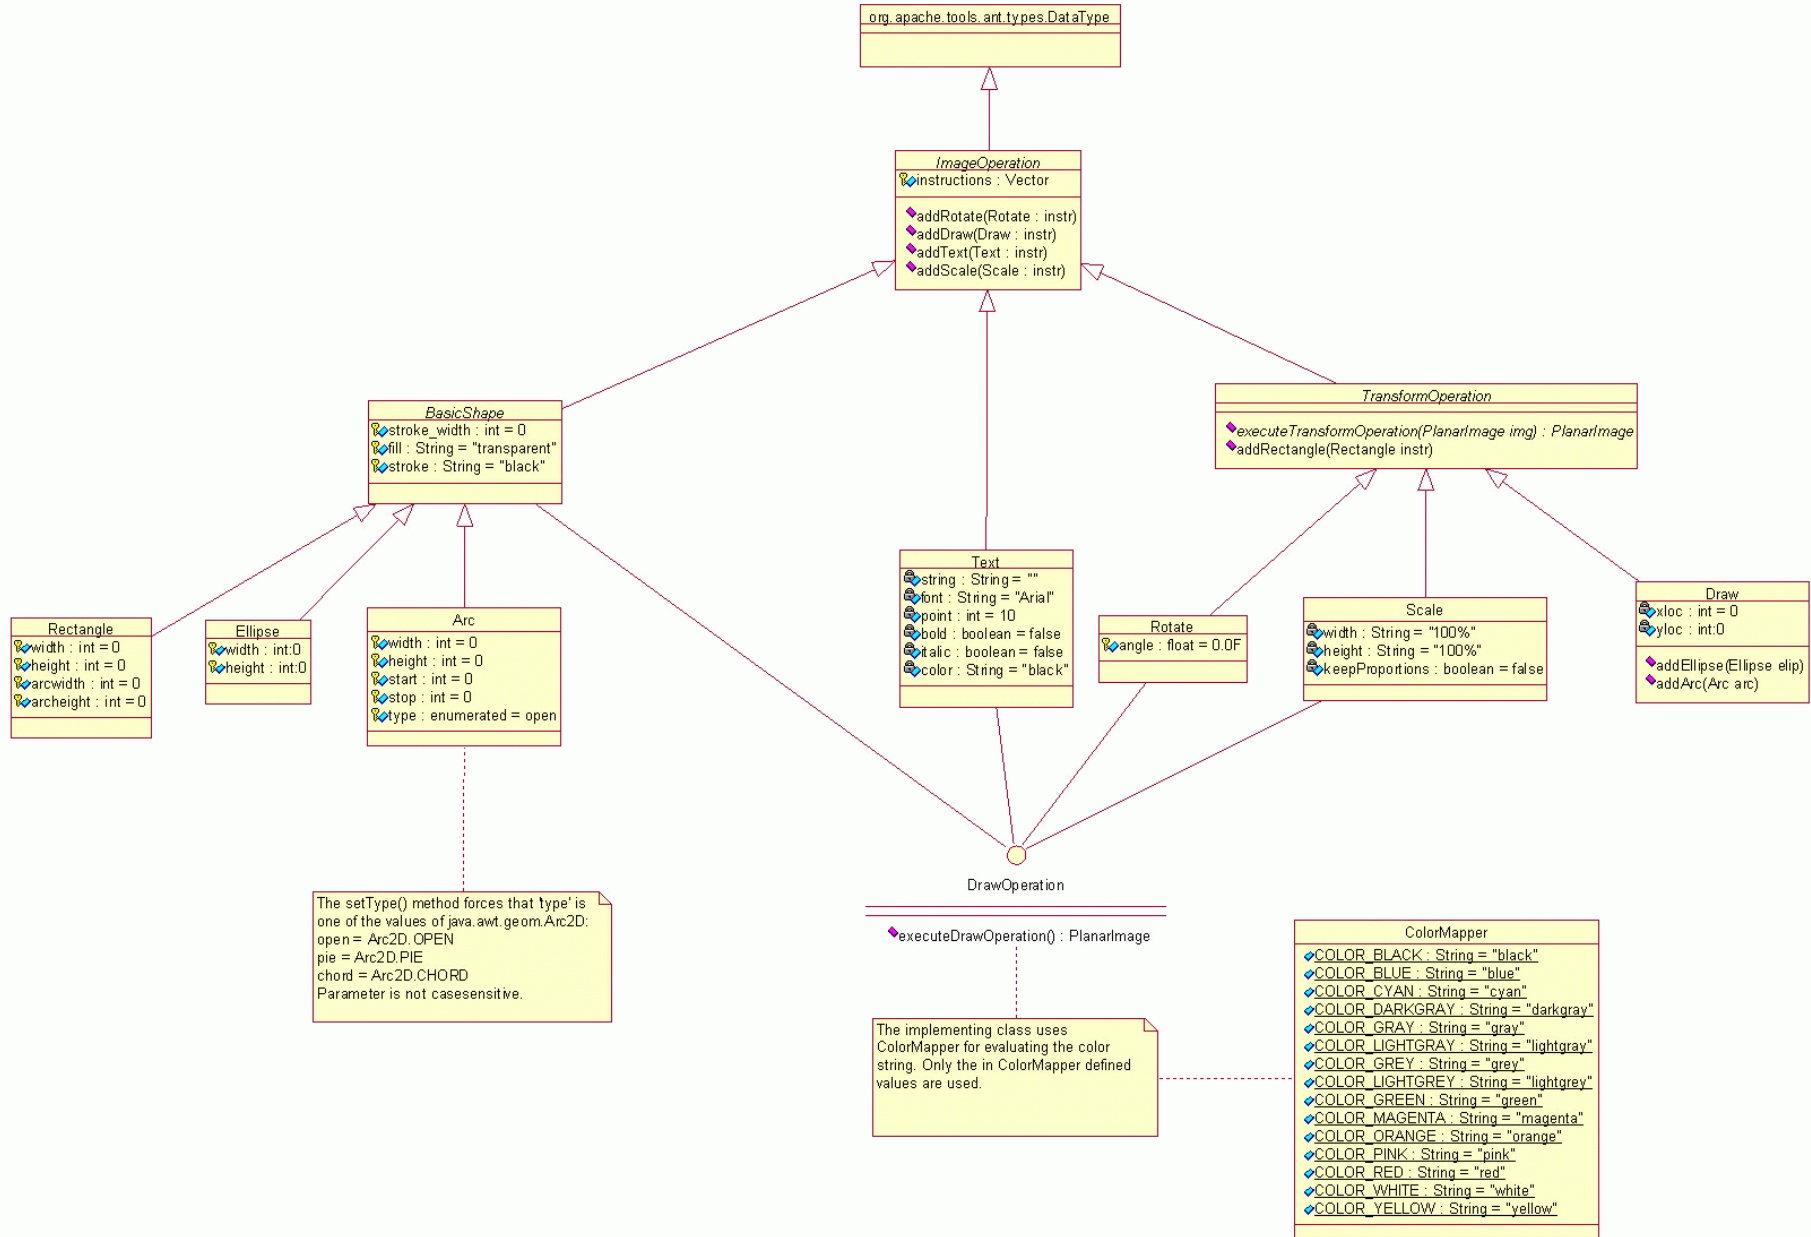 org.apache.tools.ant.types.DataType
ImageOperation
instructions : Vector
addRotate(Rotate : instr)
addDraw(Draw : instr)
addText(Text : instr)
addScale(Scale : instr)
BasicShape
stroke_width : int = 0
fill : String = "transparent"
stroke : String = "black"
TransformOperation
executeTransformOperation(PlanarImage img) : PlanarImage
addRectangle(Rectangle instr)
Rectangle
width : int = 0
height : int = 0
arcwidth : int = 0
archeight : int = 0
Ellipse
width : int:0
height : int:0
Arc
width : int = 0
height : int = 0
start : int = 0
stop : int = 0
type : enumerated = open
Text
string : String = ""
font : String = "Arial"
point : int = 10
bold : boolean = false
italic : boolean = false
color : String = "black"
Rotate
angle : float = 0.0F
Scale
width : String = "100%"
height : String = "100%"
keepProportions : boolean = false
Draw
xloc : int = 0
yloc : int:0
addEllipse(Ellipse elip)
addArc(Arc arc)
The setType() method forces that 'type' is
one of the values of java.awt.geom.Arc2D:
open = Arc2D.OPEN
pie = Arc2D.PIE
chord = Arc2D.CHORD
Parameter is not casesensitive.
DrawOperation
executeDrawOperation() : PlanarImage
The implementing class uses
ColorMapper for evaluating the color
string. Only the in ColorMapper defined
values are used.
ColorMapper
COLOR_BLACK : String = "black"
COLOR_BLUE : String = "blue"
COLOR_CYAN : String = "cyan"
COLOR_DARKGRAY : String = "darkgray"
COLOR_GRAY : String = "gray"
COLOR_LIGHTGRAY : String = "lightgray"
COLOR_GREY : String = "grey"
COLOR_LIGHTGREY : String = "lightgrey"
COLOR_GREEN : String = "green"
COLOR_MAGENTA : String = "magenta"
COLOR_ORANGE : String = "orange"
COLOR_PINK : String = "pink"
COLOR_RED : String = "red"
COLOR_WHITE : String = "white"
COLOR_YELLOW : String = "yellow"